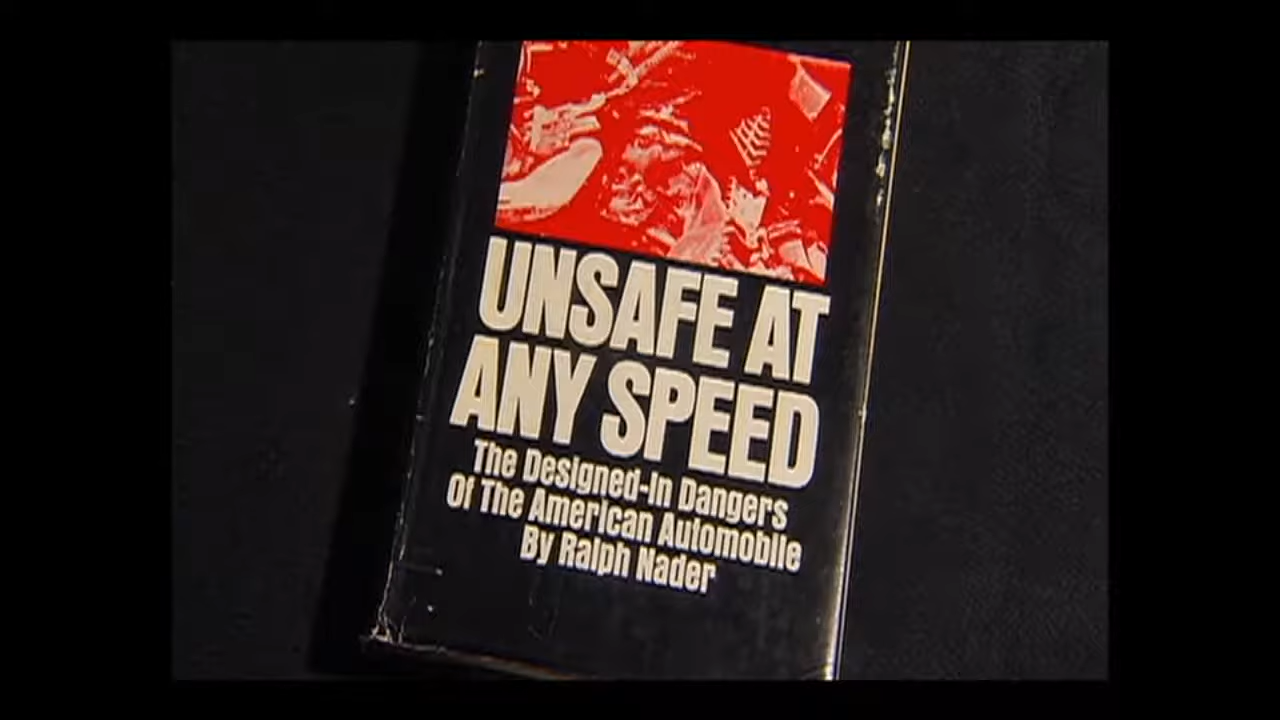 UNSAFE AT
ANY SPEED
The Designed-In Dangers
Of The American Automobile
By Ralph Nader